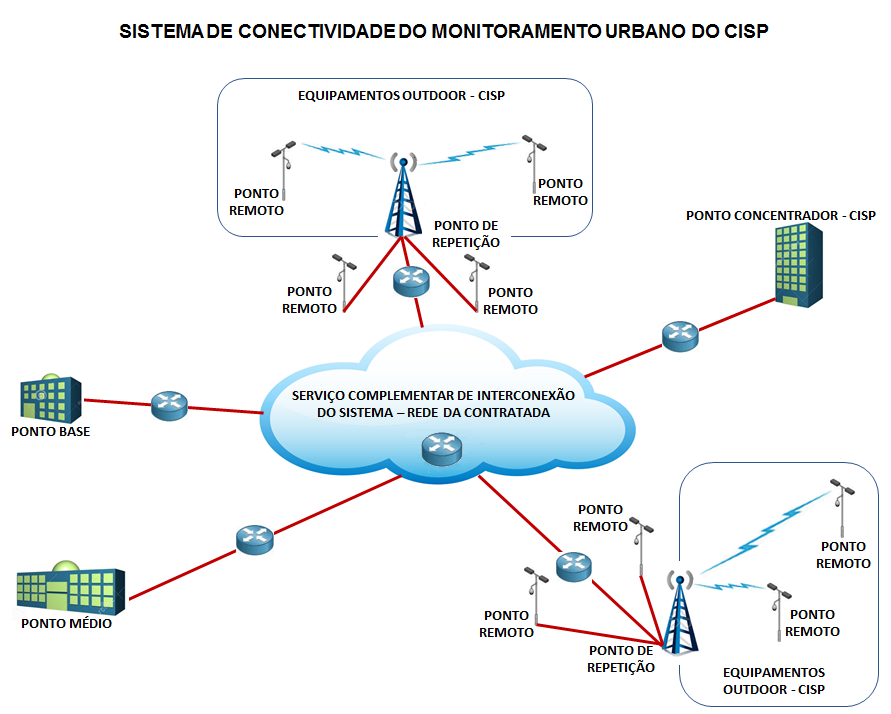 SISTEMA DE CONECTIVIDADE DO MONITORAMENTO URBANO DO CISP
EQUIPAMENTOS OUTDOOR - CISP
PONTO
REMOTO
PONTO
REMOTO
PONTO DE
REPETIÇÃO
PONTO CONCENTRADOR - CISP
PONTO
REMOTO
PONTO
REMOTO
SERVIÇO COMPLEMENTAR DE INTERCONEXÃO
DO SISTEMA – REDE DA CONTRATADA
PONTO BASE
PONTO MÉDIO
PONTO
REMOTO
PONTO
REMOTO
PONTO
REMOTO
PONTO
REMOTO
PONTO DE
REPETIÇÃO
EQUIPAMENTOS
OUTDOOR - CISP